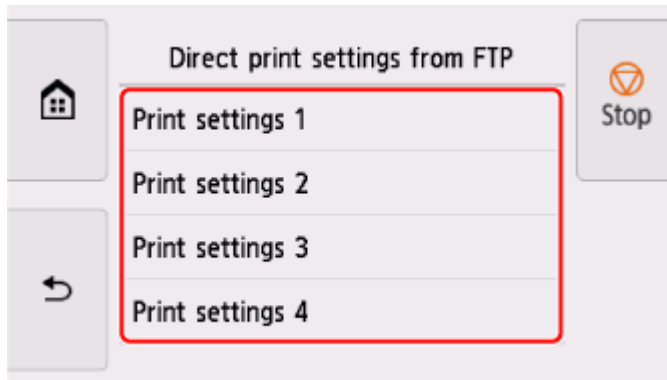 Direct print settings from FTP
Stop
Print settings 1
Print settings 2
Print settings 3
Print settings 4